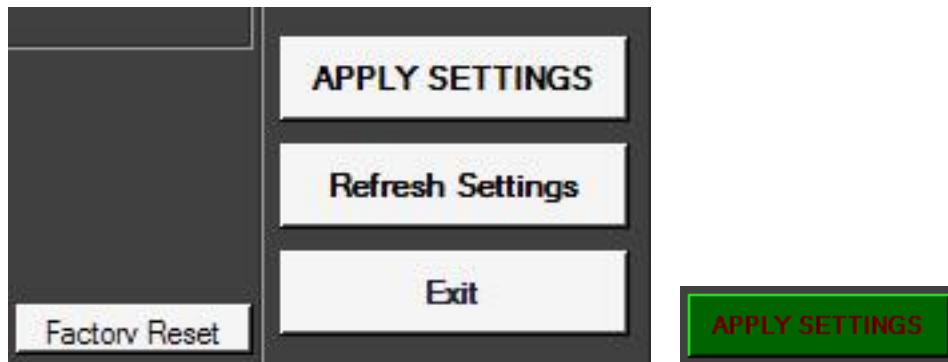 APPLY SETTINGS
Refresh Settings
Exit
Factory Reset
APPLY SETTINGS